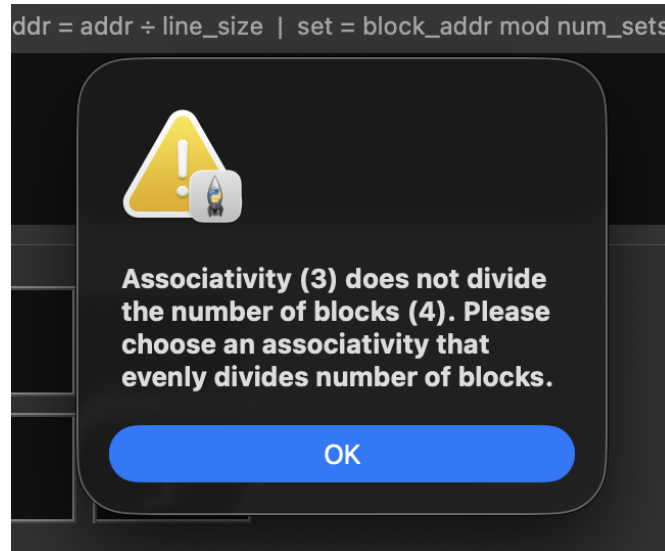 ddr = addr ÷ line_size | set = block_addr mod num_sets
Associativity (3) does not divide
the number of blocks (4). Please
choose an associativity that
evenly divides number of blocks.
OK